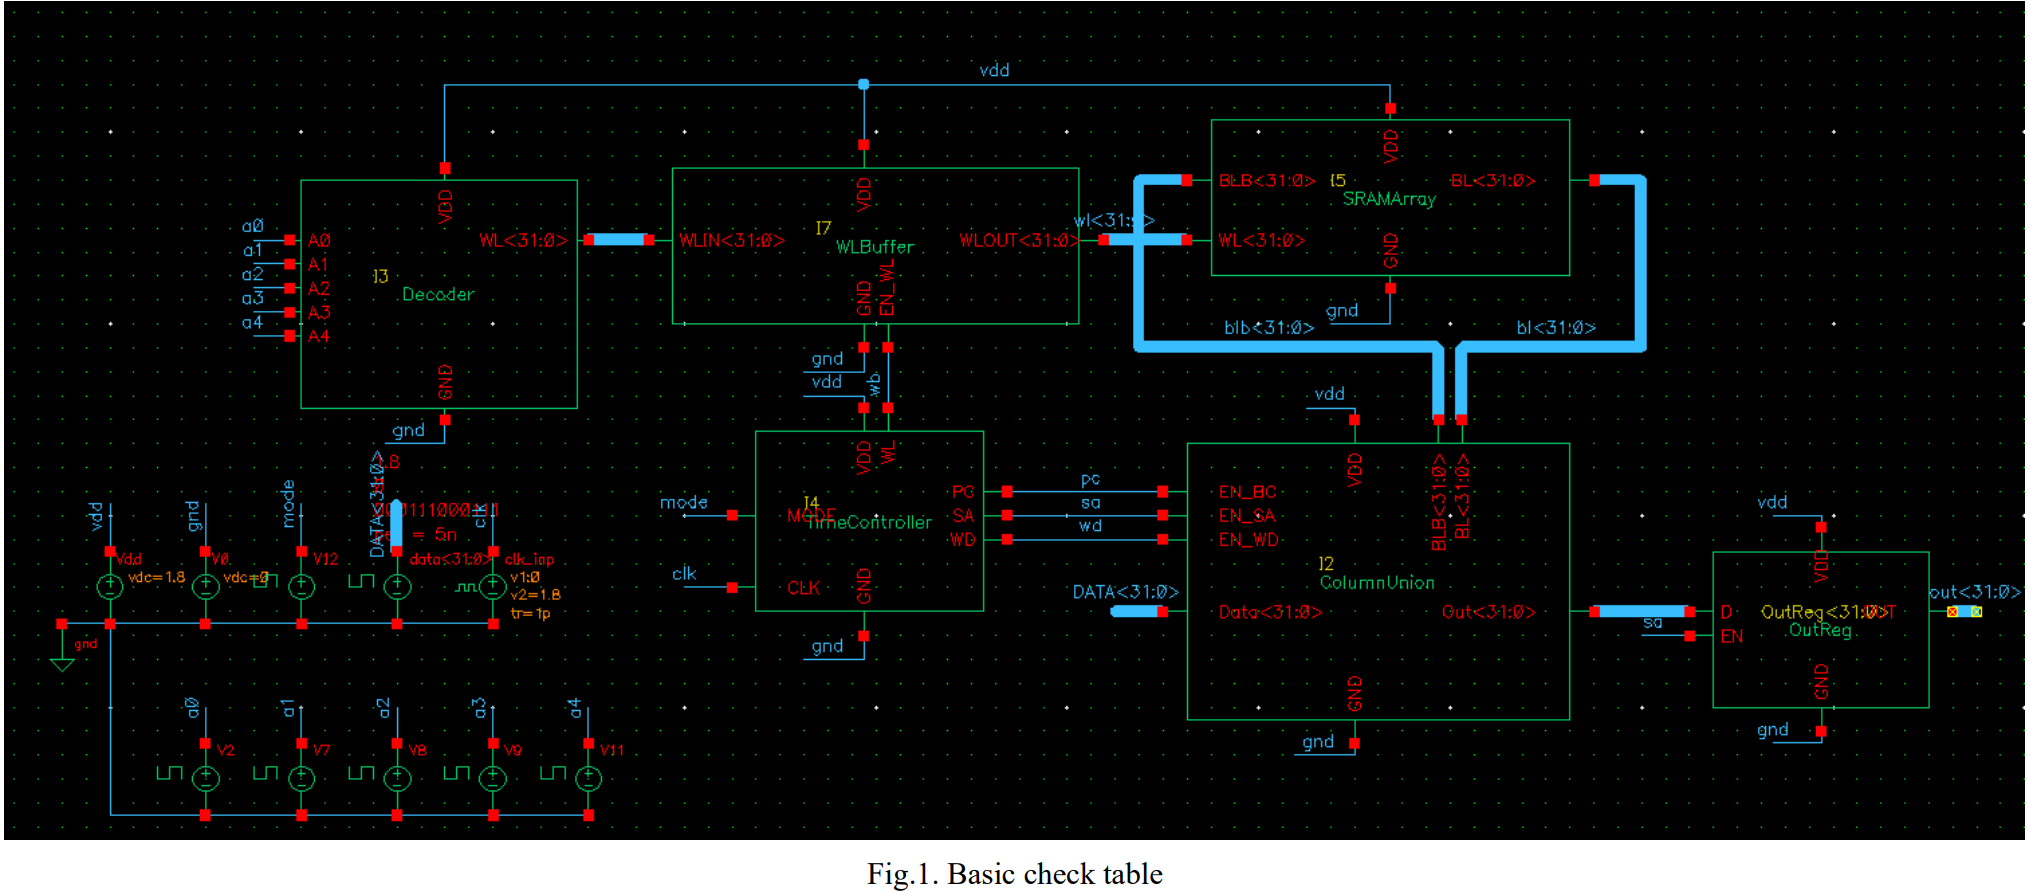 vdd
VDD
VDD
VDD
BLB<31:0>
I5
BL<31:0>
SRAMArray
a0
A0
WL<31:0>
WLIN<31:0>
I7
WLBuffer
WLOUT<31:0>
WL<31:0>
a1
A1
a2
A2
I3
Decoder
a3
A3
a4
A4
GND
EN_WL
GND
gnd
blb<31:0>
bl<31:0>
GND
gnd
vdd
wb
gnd
vdd
VDD
WL
VDD
BLB<31:0>
BL<31:0>
vdd
gnd
mode
DATA<31:0>
clk
= 5n
Vdd
vdc=1.8
V0
vdc=0
V12
data<31:0>
clk_inp
v1:0
v2=1.8
tr=1p
gnd
mode
I4
TimeController
PC
pc
EN_BC
SA
sa
EN_SA
WD
wd
EN_WD
clk
CLK
GND
gnd
I2
ColumnUnion
DATA<31:0>
Data<31:0>
Out<31:0>
GND
gnd
vdd
VDD
D
OutReg<31:0>
OutReg
out<31:0>
sa
EN
GND
gnd
a0
a1
a2
a3
a4
V2
V7
V8
V9
V11
Fig.1. Basic check table